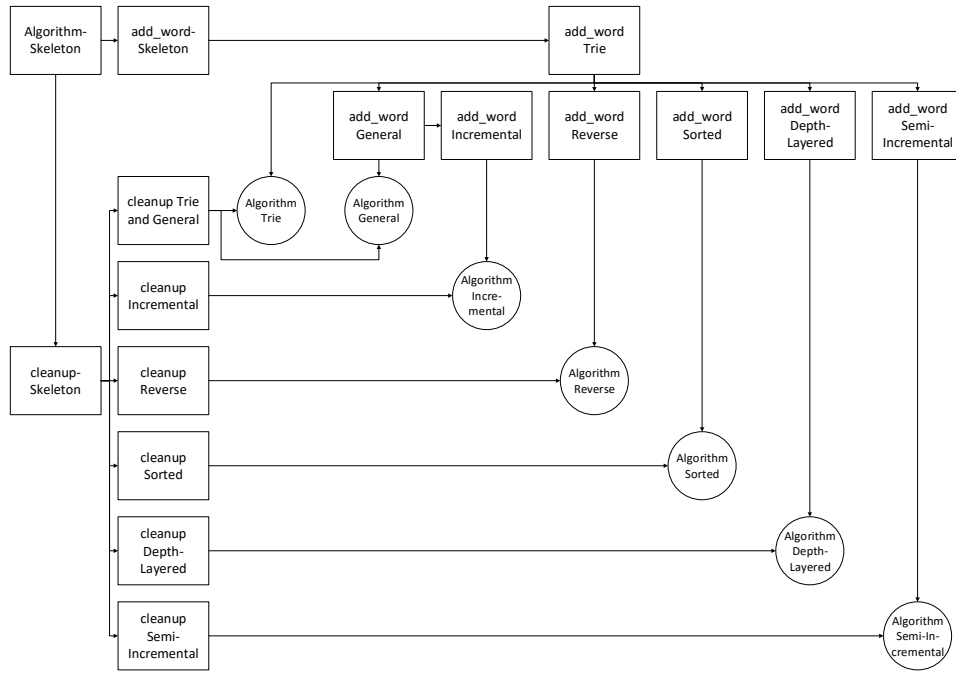 Algorithm-
Skeleton
add_word-
Skeleton
add_word
Trie
add_word
General
add_word
Incremental
add_word
Reverse
add_word
Sorted
add_word
Depth-
Layered
add_word
Semi-
Incremental
cleanup Trie
and General
Algorithm
Trie
Algorithm
General
cleanup
Incremental
Algorithm
Incre-
mental
cleanup-
Skeleton
cleanup
Reverse
Algorithm
Reverse
cleanup
Sorted
Algorithm
Sorted
cleanup
Depth-
Layered
Algorithm
Depth-
Layered
cleanup
Semi-
Incremental
Algorithm
Semi-In-
cremental